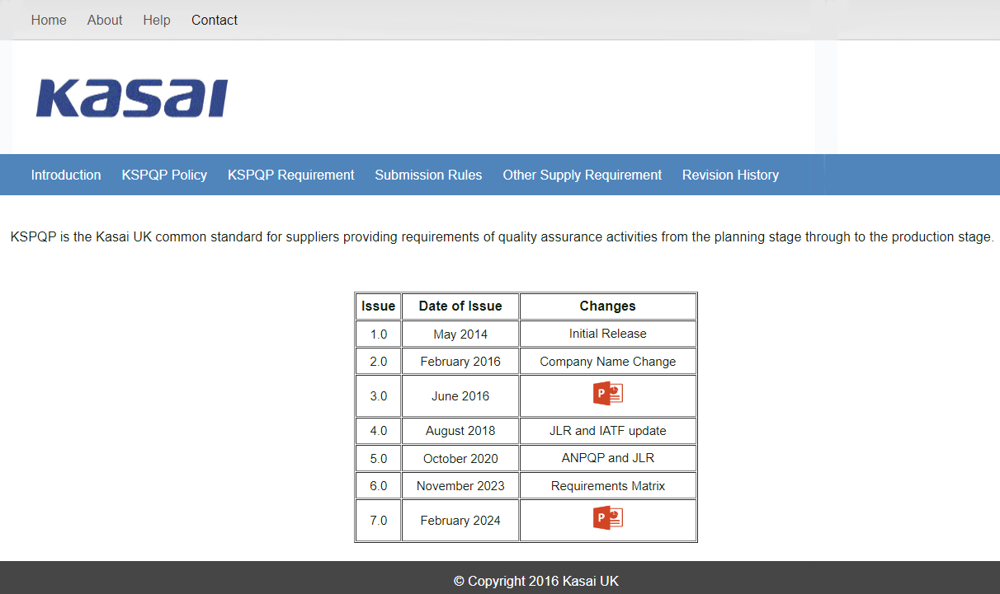 Home About Help Contact
Kasai
Introduction KSPQP Policy KSPQP Requirement Submission Rules Other Supply Requirement Revision History
KSPQP is the Kasai UK common standard for suppliers providing requirements of quality assurance activities from the planning stage through to the production stage.
Issue Date of Issue Changes
1.0 May 2014 Initial Release
2.0 February 2016 Company Name Change
3.0 June 2016 P
4.0 August 2018 JLR and IATF update
5.0 October 2020 ANPQP and JLR
6.0 November 2023 Requirements Matrix
7.0 February 2024 P
© Copyright 2016 Kasai UK